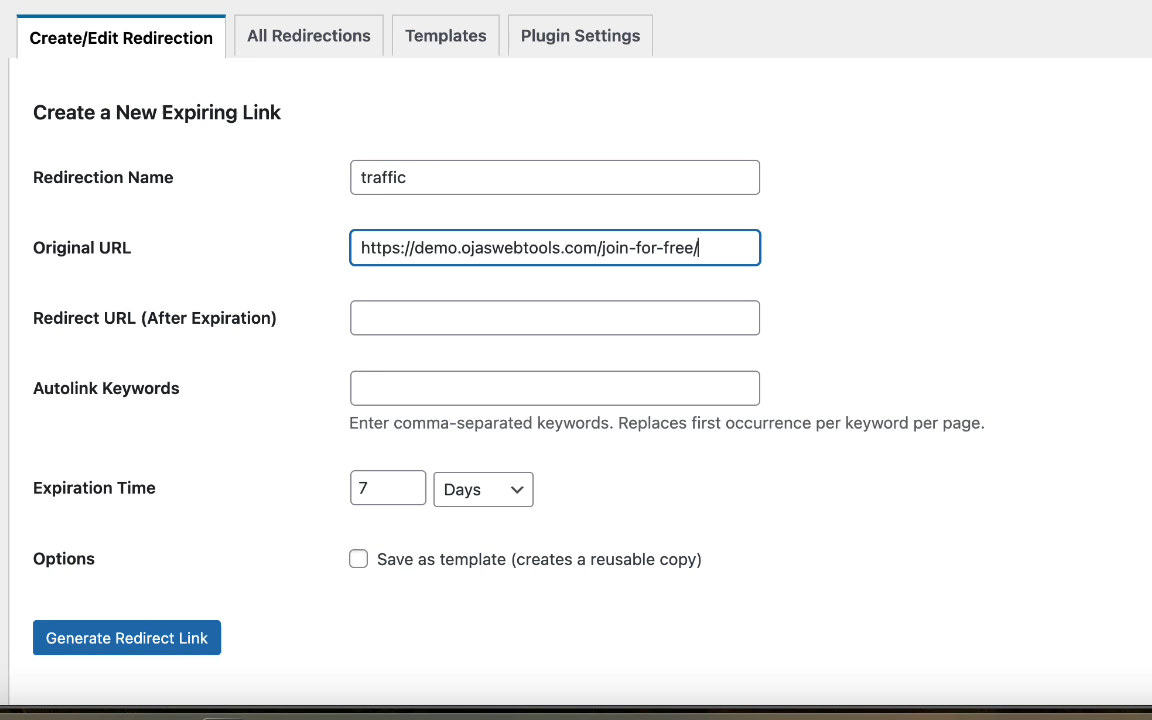 Create/Edit Redirection
All Redirections
Templates
Plugin Settings
Create a New Expiring Link
Redirection Name
traffic
Original URL
https://demo.ojaswebtools.com/join-for-free/
Redirect URL (After Expiration)
Autolink Keywords
Enter comma-separated keywords. Replaces first occurrence per keyword per page.
Expiration Time
7
Days
Options
Save as template (creates a reusable copy)
Generate Redirect Link